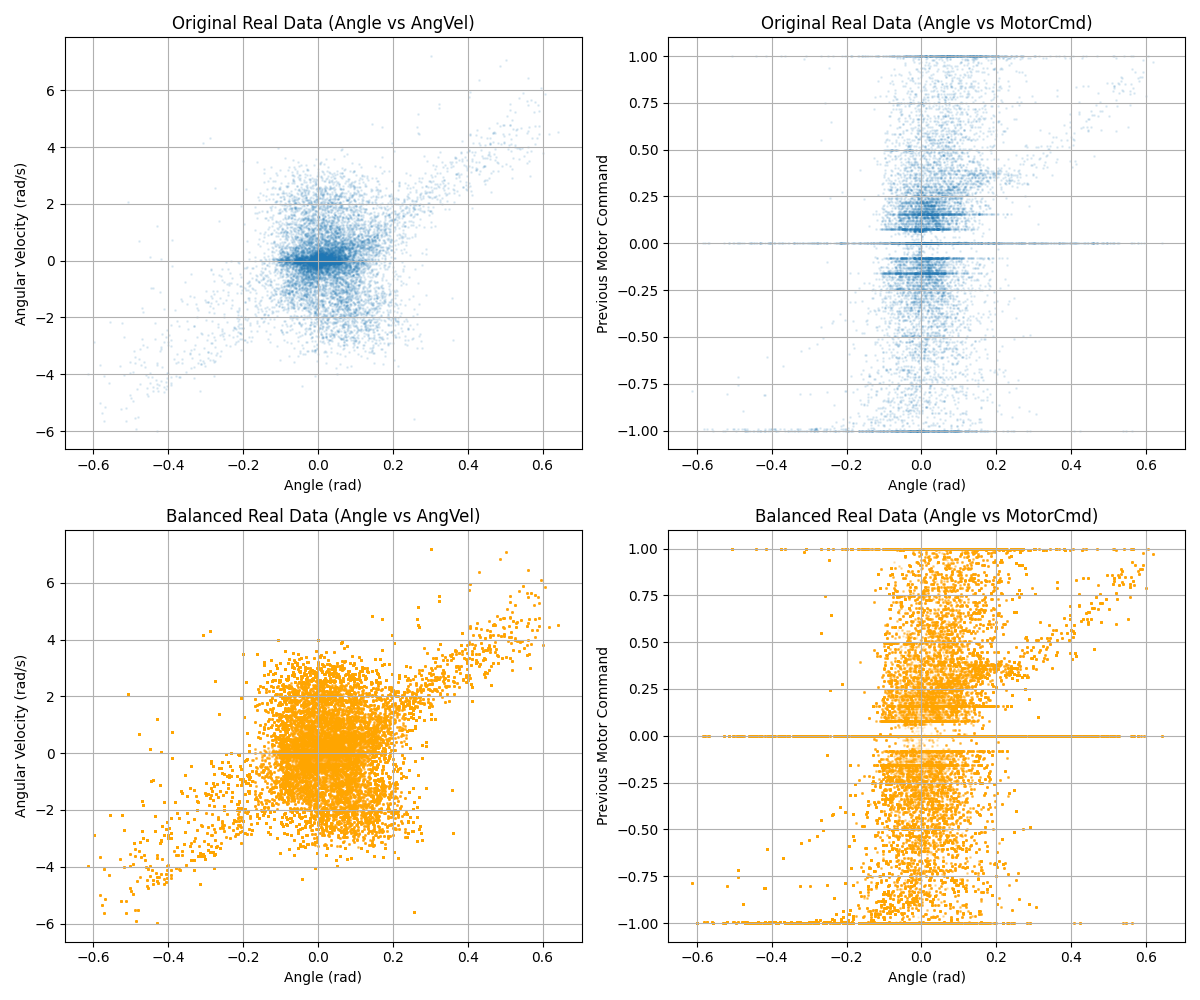 Original Real Data (Angle vs AngVel)
6
4
2
0
−2
−4
−6
Angular Velocity (rad/s)
−0.6 −0.4 −0.2 0.0 0.2 0.4 0.6
Angle (rad)
Original Real Data (Angle vs MotorCmd)
1.00
0.75
0.50
0.25
0.00
−0.25
−0.50
−0.75
−1.00
Previous Motor Command
−0.6 −0.4 −0.2 0.0 0.2 0.4 0.6
Angle (rad)
Balanced Real Data (Angle vs AngVel)
6
4
2
0
−2
−4
−6
Angular Velocity (rad/s)
−0.6 −0.4 −0.2 0.0 0.2 0.4 0.6
Angle (rad)
Balanced Real Data (Angle vs MotorCmd)
1.00
0.75
0.50
0.25
0.00
−0.25
−0.50
−0.75
−1.00
Previous Motor Command
−0.6 −0.4 −0.2 0.0 0.2 0.4 0.6
Angle (rad)